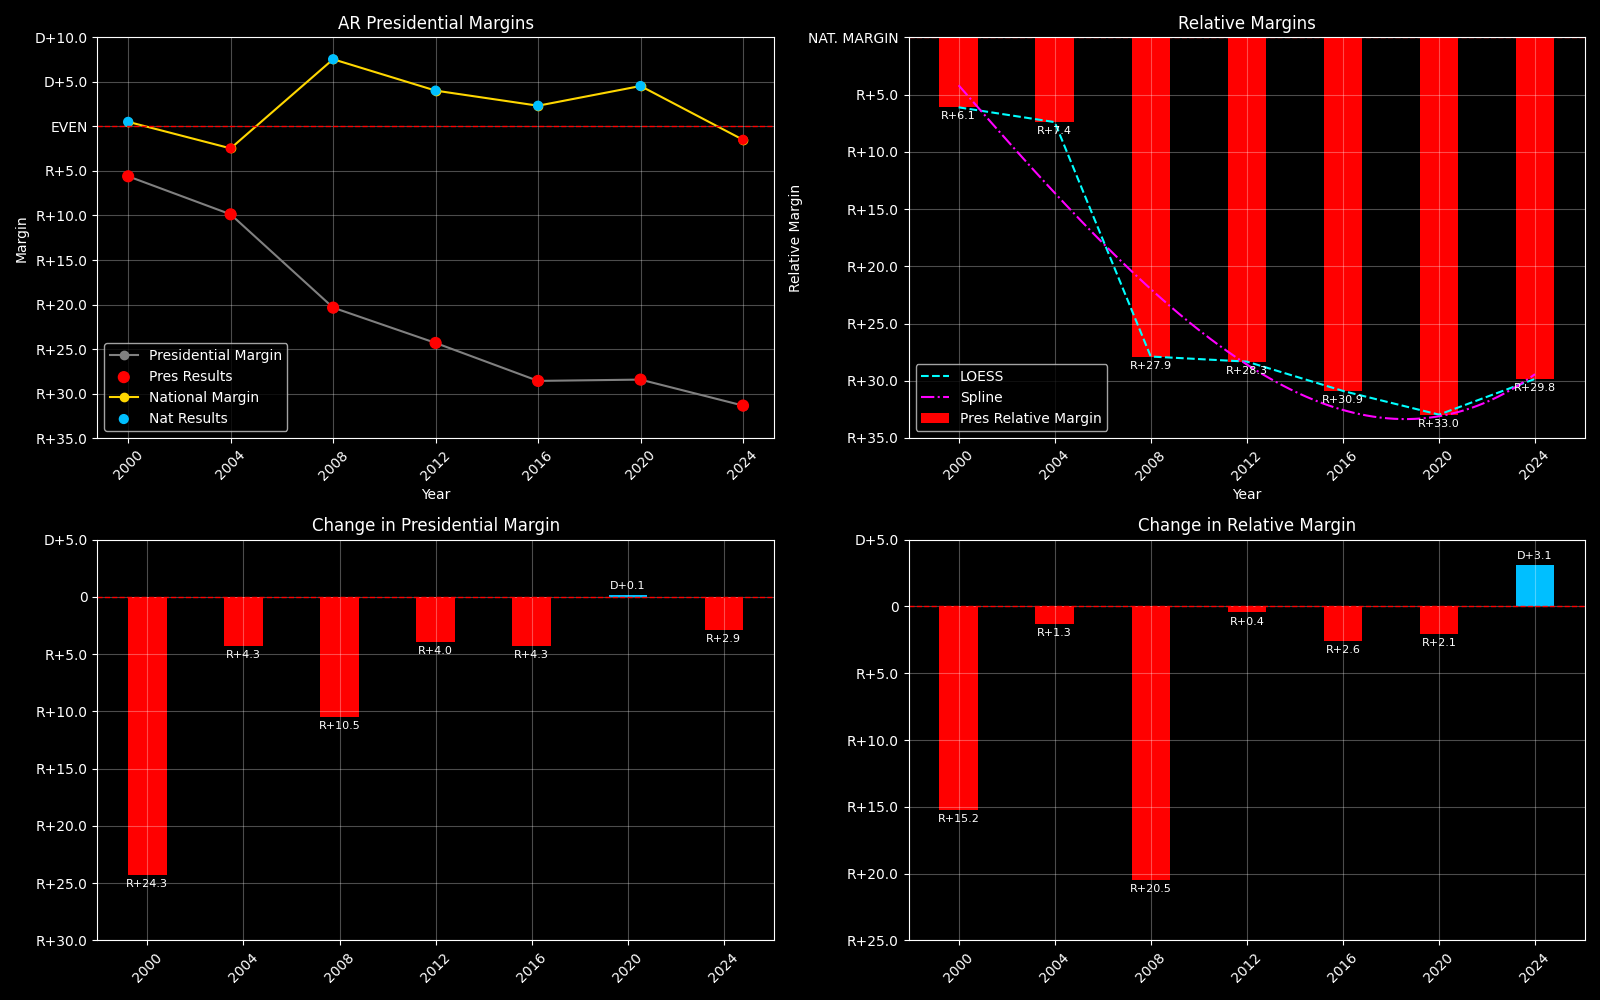 AR Presidential Margins
D+10.0
D+5.0
EVEN
R+5.0
R+10.0
R+15.0
R+20.0
R+25.0
R+30.0
R+35.0
Margin
Presidential Margin
Pres Results
National Margin
Nat Results
2000
2004
2008
2012
2016
2020
2024
Year
Relative Margins
NAT. MARGIN
R+5.0
R+10.0
R+15.0
R+20.0
R+25.0
R+30.0
R+35.0
Relative Margin
R+6.1
R+7.4
R+27.9
R+28.3
R+30.9
R+33.0
R+29.8
LOESS
Spline
Pres Relative Margin
2000
2004
2008
2012
2016
2020
2024
Year
Change in Presidential Margin
D+5.0
0
R+5.0
R+10.0
R+15.0
R+20.0
R+25.0
R+30.0
R+24.3
R+4.3
R+10.5
R+4.0
R+4.3
D+0.1
R+2.9
2000
2004
2008
2012
2016
2020
2024
Change in Relative Margin
D+5.0
0
R+5.0
R+10.0
R+15.0
R+20.0
R+25.0
R+15.2
R+1.3
R+20.5
R+0.4
R+2.6
R+2.1
D+3.1
2000
2004
2008
2012
2016
2020
2024